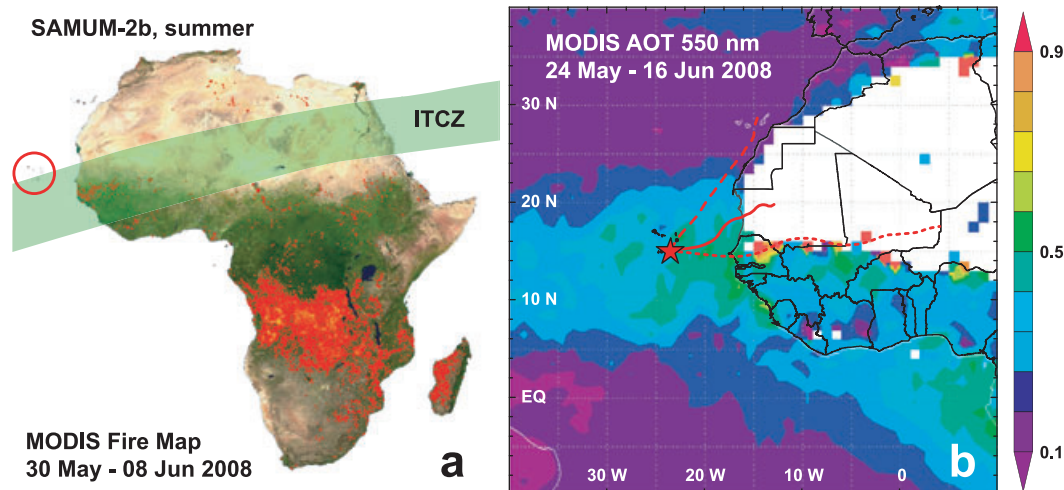 SAMUM-2b, summer
ITCZ
MODIS Fire Map
30 May - 08 Jun 2008
a
MODIS AOT 550 nm
24 May - 16 Jun 2008
30 N
20 N
10 N
EQ
30 W
20 W
10 W
0
b
0.9
0.5
0.1